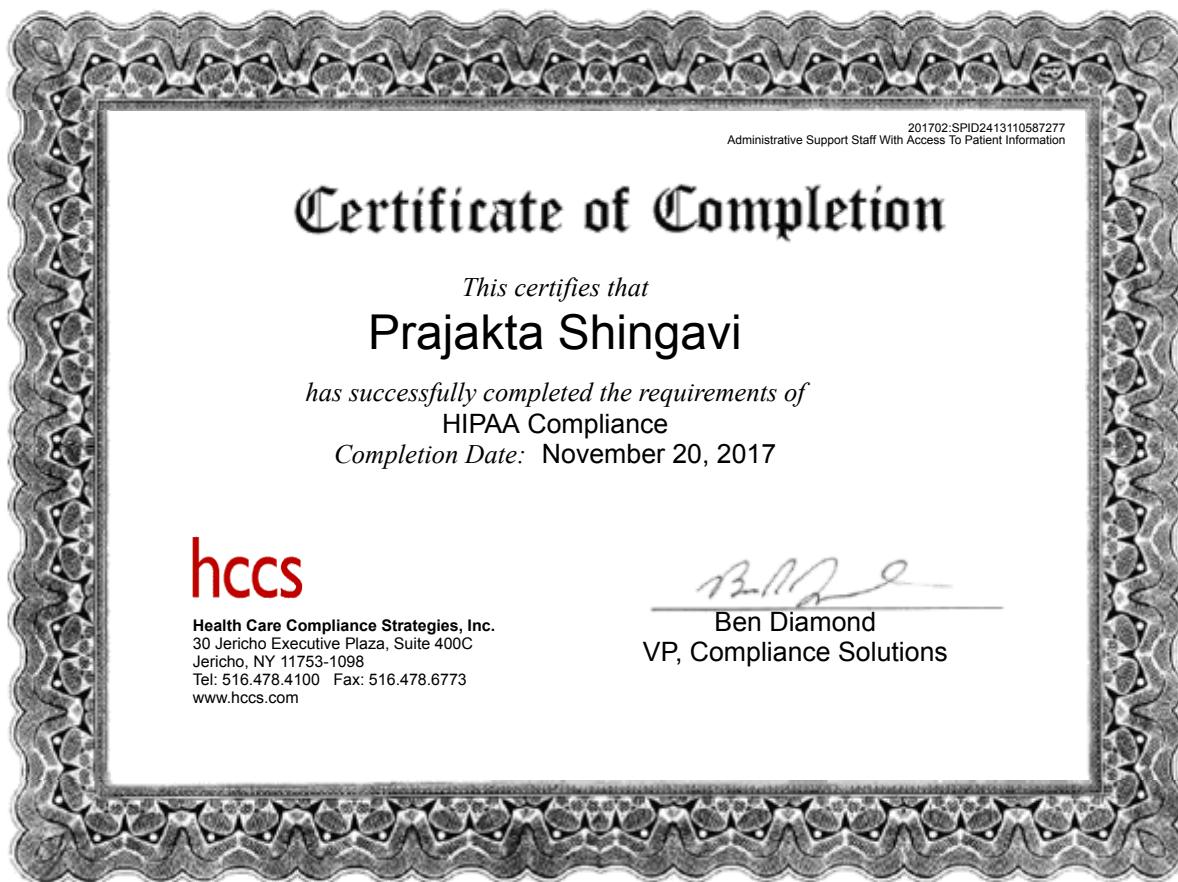 201702:SPID2413110587277
Administrative Support Staff With Access To Patient Information
Certificate of Completion
This certifies that
Prajakta Shingavi
has successfully completed the requirements of
HIPAA Compliance
Completion Date: November 20, 2017
hccs
Health Care Compliance Strategies, Inc.
30 Jericho Executive Plaza, Suite 400C
Jericho, NY 11753-1098
Tel: 516.478.4100 Fax: 516.478.6773
www.hccs.com
Ben Diamond
VP, Compliance Solutions